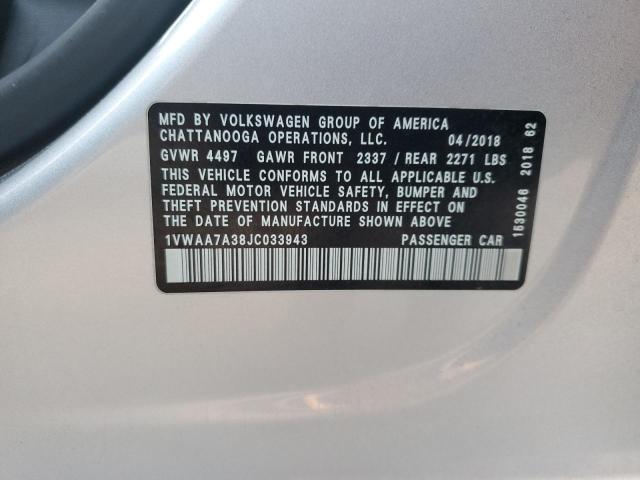 MFD BY VOLKSWAGEN GROUP OF AMERICA
CHATTANOOGA OPERATIONS, LLC. 04/2018
GVWR 4497 GAWR FRONT 2337 / REAR 2271 LBS
THIS VEHICLE CONFORMS TO ALL APPLICABLE U.S.
FEDERAL MOTOR VEHICLE SAFETY, BUMPER AND
THEFT PREVENTION STANDARDS IN EFFECT ON
THE DATE OF MANUFACTURE SHOWN ABOVE
1VWAA7A38JC033943 PASSENGER CAR
1530046 2018 62